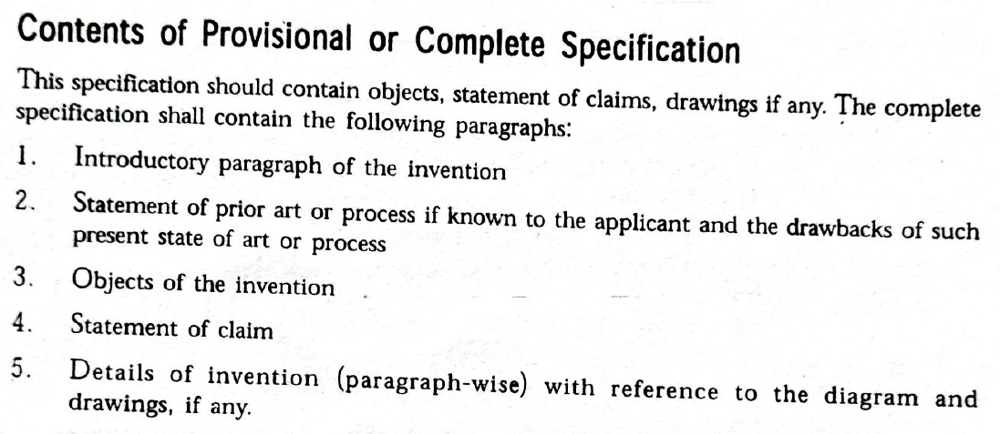 Contents of Provisional or Complete Specification
This specification should contain objects, statement of claims, drawings if any. The complete
specification shall contain the following paragraphs:
1. Introductory paragraph of the invention
2. Statement of prior art or process if known to the applicant and the drawbacks of such
present state of art or process
3. Objects of the invention
4. Statement of claim
5. Details of invention (paragraph-wise) with reference to the diagram and
drawings, if any.